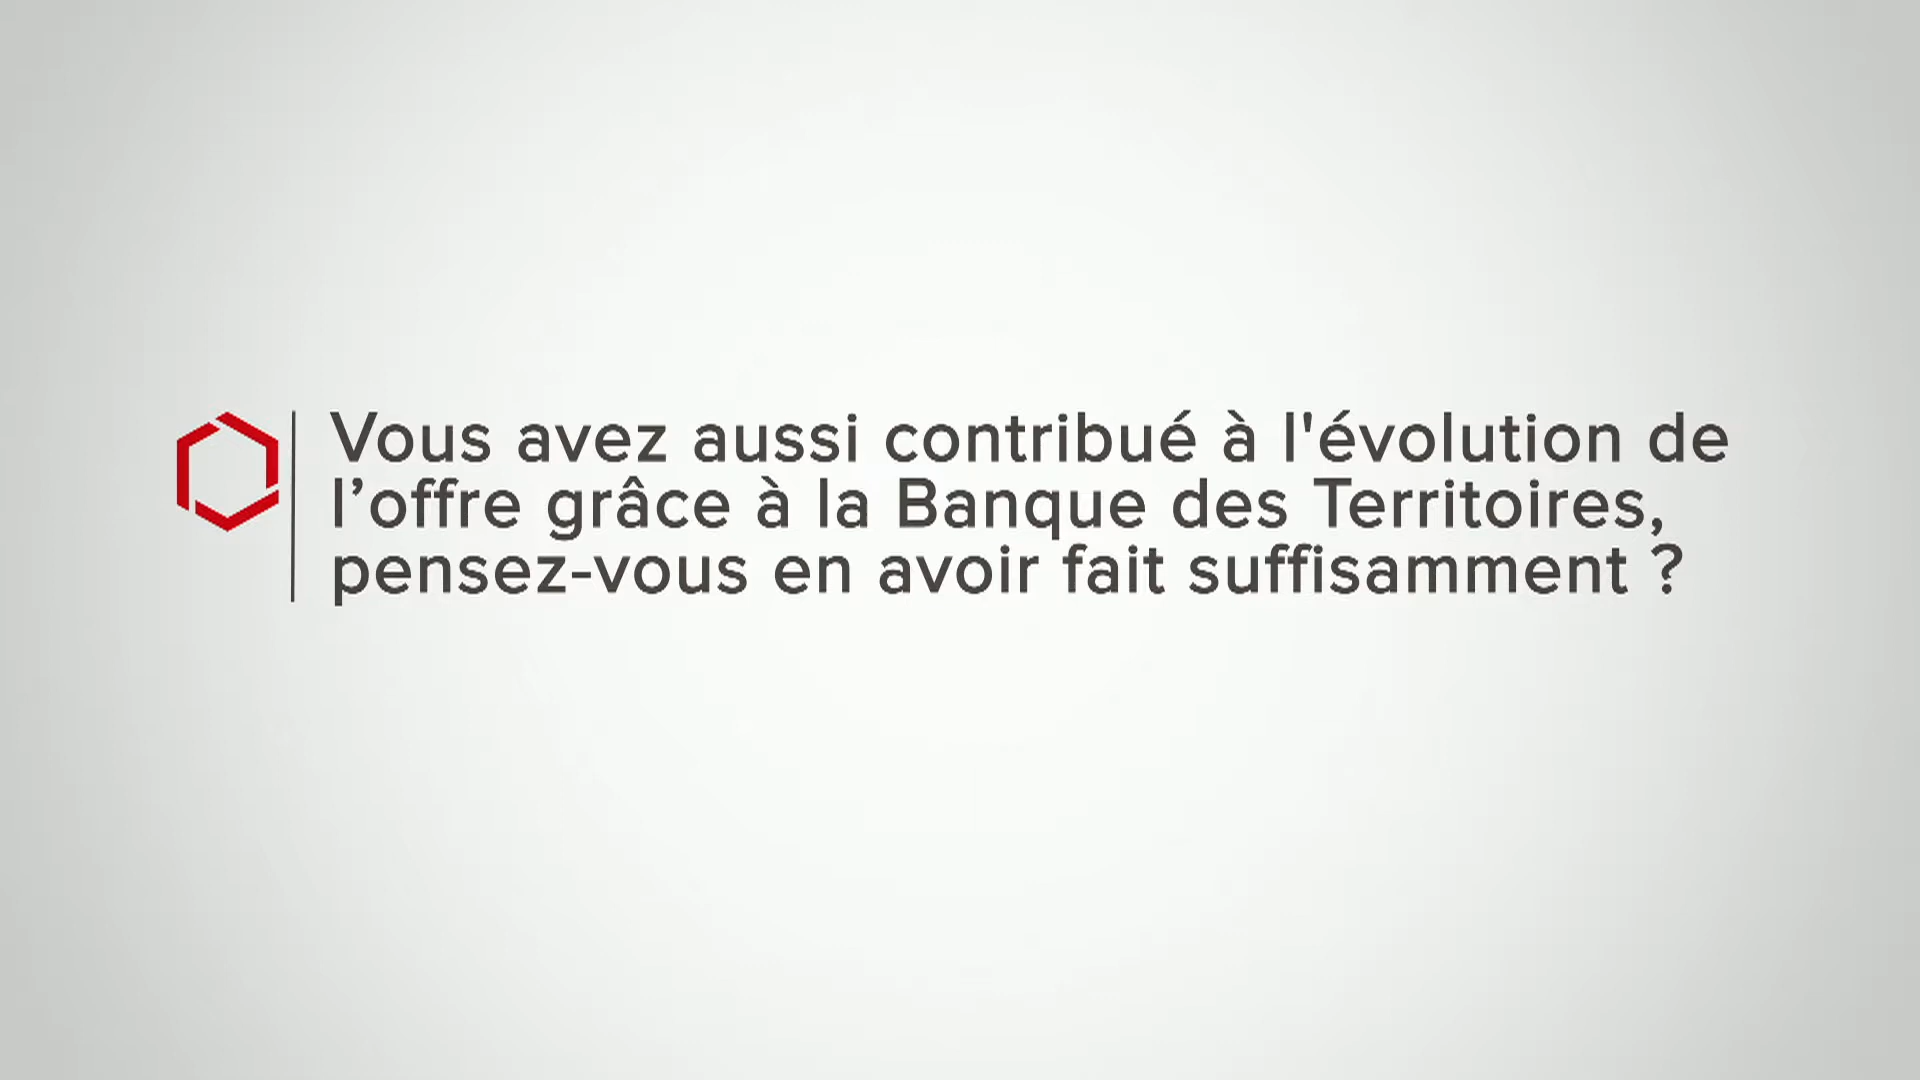 Vous avez aussi contribué à l'évolution de
l’offre grâce à la Banque des Territoires,
pensez-vous en avoir fait suffisamment ?